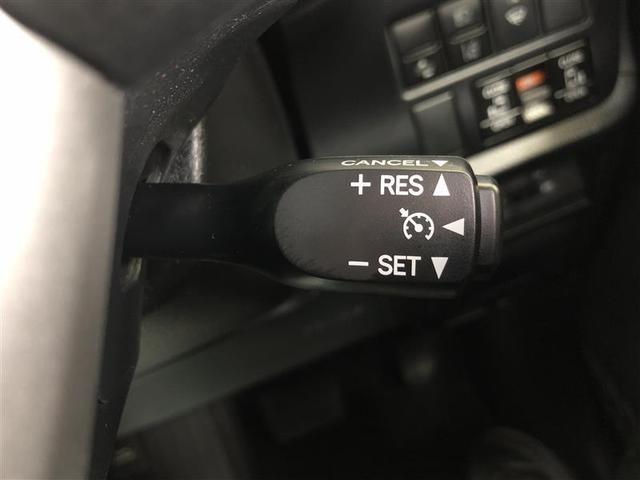 CANCEL▼
+ RES ▲
◀
− SET ▼